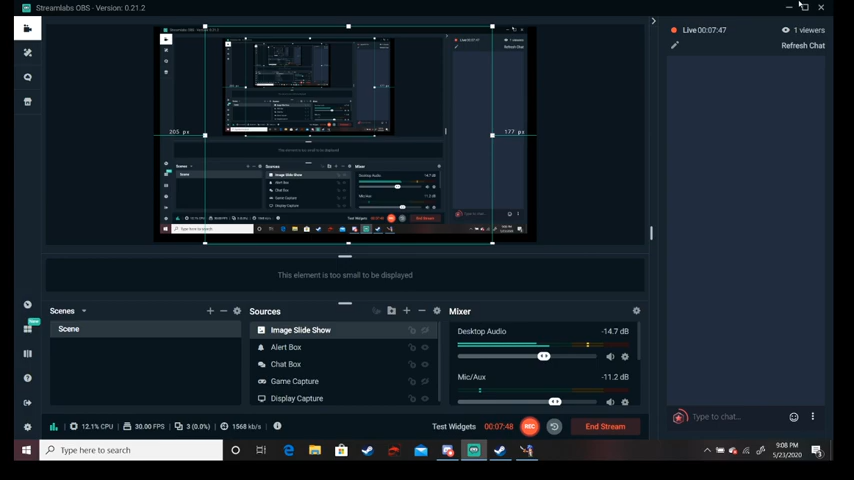 Streamlabs OBS - Version: 0.21.2
Live 00:07:47
1 viewers
Refresh Chat
205 px
177 px
This element is too small to be displayed
Scenes
Scene
Sources
Image Slide Show
Alert Box
Chat Box
Game Capture
Display Capture
Mixer
Desktop Audio
-14.7 dB
Mic/Aux
-11.2 dB
New
Type to chat...
12.1% CPU
30.00 FPS
3 (0.0%)
1568 kb/s
Test Widgets
00:07:48
REC
End Stream
Type here to search
9:08 PM
5/23/2020